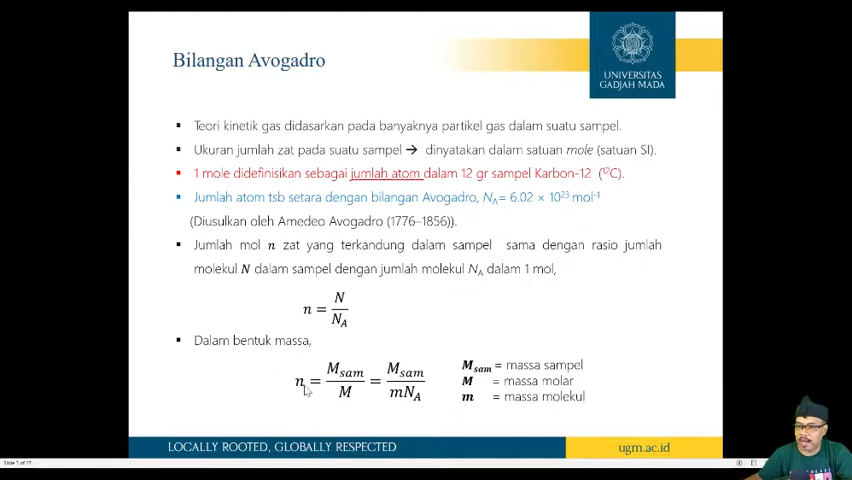 Bilangan Avogadro
UNIVERSITAS
GADJAH MADA
▪ Teori kinetik gas didasarkan pada banyaknya partikel gas dalam suatu sampel.
▪ Ukuran jumlah zat pada suatu sampel → dinyatakan dalam satuan mole (satuan SI).
▪ 1 mole didefinisikan sebagai jumlah atom dalam 12 gr sampel Karbon-12 (¹²C).
▪ Jumlah atom tsb setara dengan bilangan Avogadro, N_A= 6.02 × 10²³ mol⁻¹
(Diusulkan oleh Amedeo Avogadro (1776–1856)).
▪ Jumlah mol n zat yang terkandung dalam sampel sama dengan rasio jumlah
molekul N dalam sampel dengan jumlah molekul N_A dalam 1 mol,
n = N/N_A
▪ Dalam bentuk massa,
n = M_sam/M = M_sam/mN_A
M_sam = massa sampel
M = massa molar
m = massa molekul
LOCALLY ROOTED, GLOBALLY RESPECTED
ugm.ac.id
Slide 3 of 27